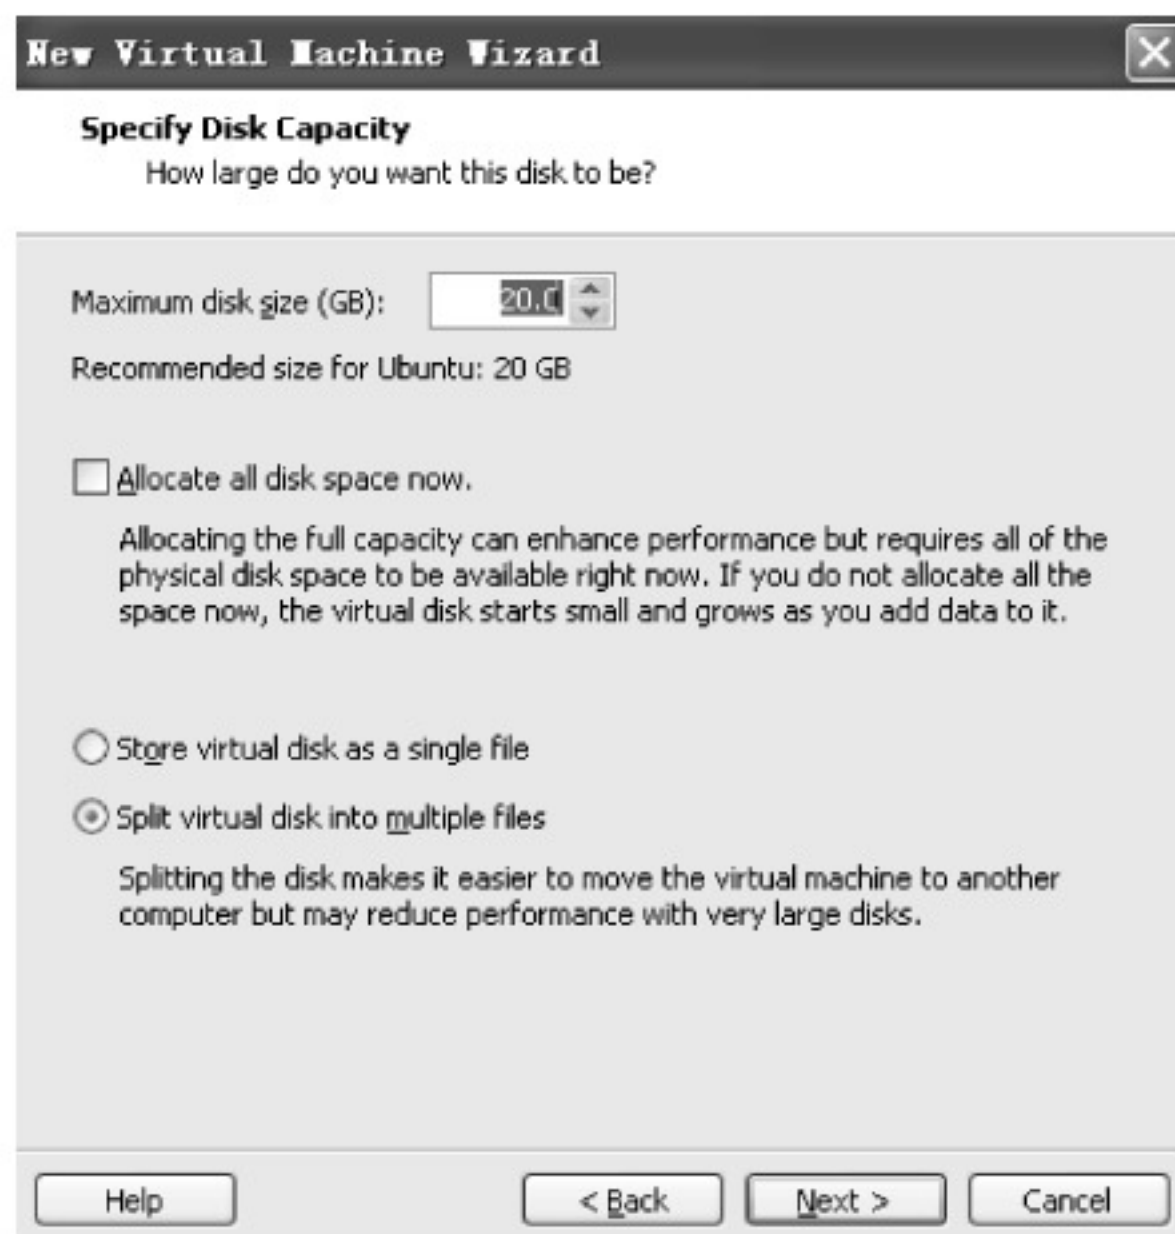 New Virtual Machine Wizard
Specify Disk Capacity
How large do you want this disk to be?
Maximum disk size (GB): 20.0
Recommended size for Ubuntu: 20 GB
Allocate all disk space now.
Allocating the full capacity can enhance performance but requires all of the
physical disk space to be available right now. If you do not allocate all the
space now, the virtual disk starts small and grows as you add data to it.
Store virtual disk as a single file
Split virtual disk into multiple files
Splitting the disk makes it easier to move the virtual machine to another
computer but may reduce performance with very large disks.
Help < Back Next > Cancel